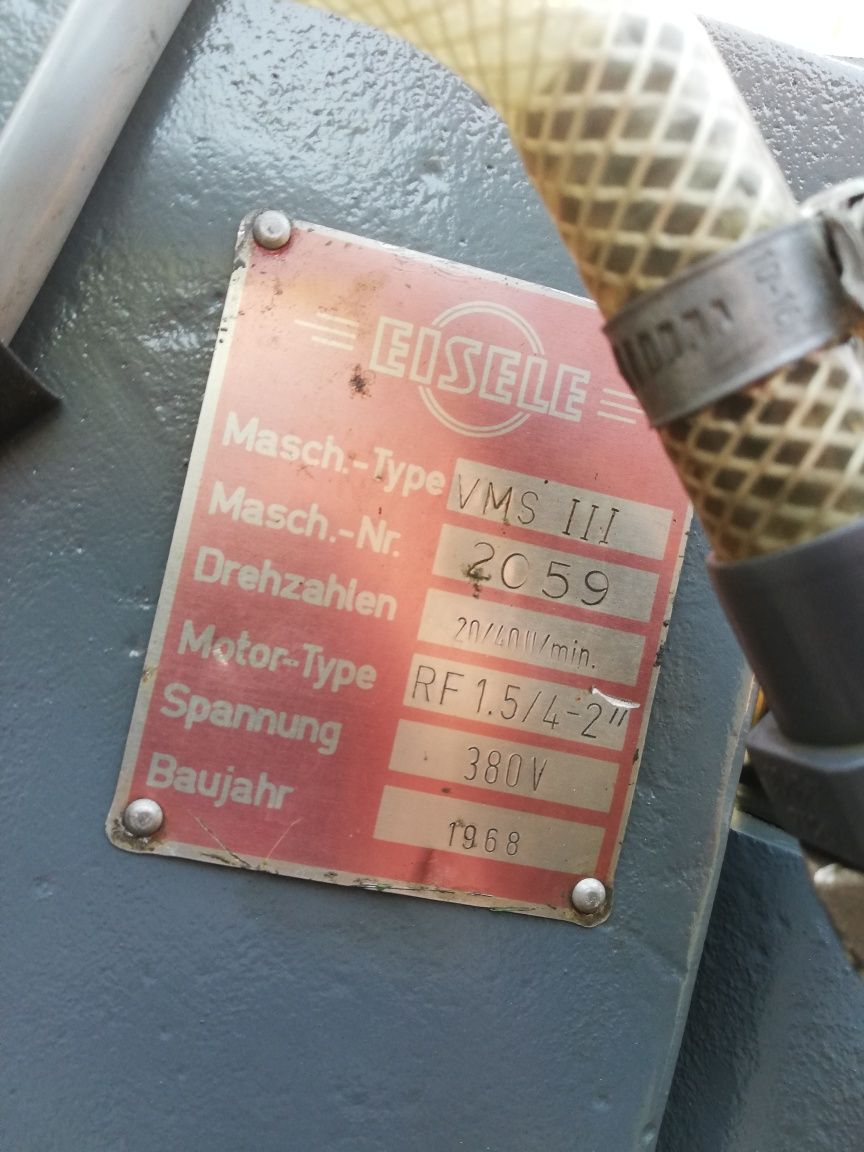 EISELE
Masch.-Type VMS III
Masch.-Nr. 2059
Drehzahlen 20/40U/min.
Motor-Type RF 1.5/4-2"
Spannung 380V
Baujahr 1968